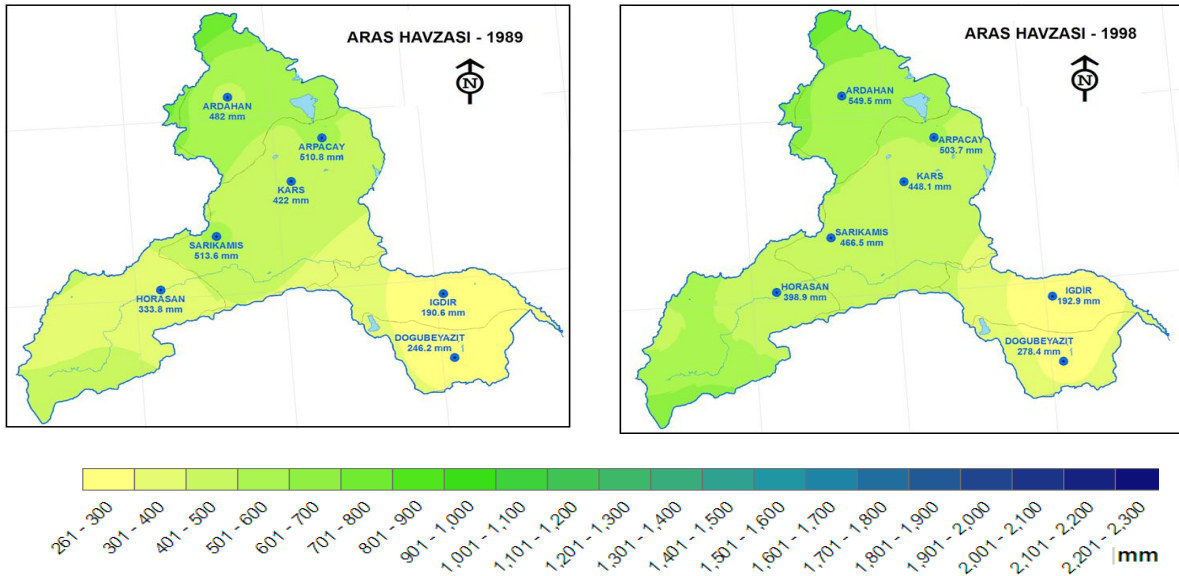 ARAS HAVZASI - 1989
N
ARDAHAN
482 mm
ARPACAY
510.8 mm
KARS
422 mm
SARIKAMIS
513.6 mm
HORASAN
333.8 mm
IGDIR
190.6 mm
DOGUBEYAZIT
246.2 mm
ARAS HAVZASI - 1998
N
ARDAHAN
549.5 mm
ARPACAY
503.7 mm
KARS
448.1 mm
SARIKAMIS
466.5 mm
HORASAN
398.9 mm
IGDİR
192.9 mm
DOGUBEYAZIT
278.4 mm
261 - 300
301 - 400
401 - 500
501 - 600
601 - 700
701 - 800
801 - 900
901 - 1,000
1,001 - 1,100
1,101 - 1,200
1,201 - 1,300
1,301 - 1,400
1,401 - 1,500
1,501 - 1,600
1,601 - 1,700
1,701 - 1,800
1,801 - 1,900
1,901 - 2,000
2,001 - 2,100
2,101 - 2,200
2,201 - 2,300
mm